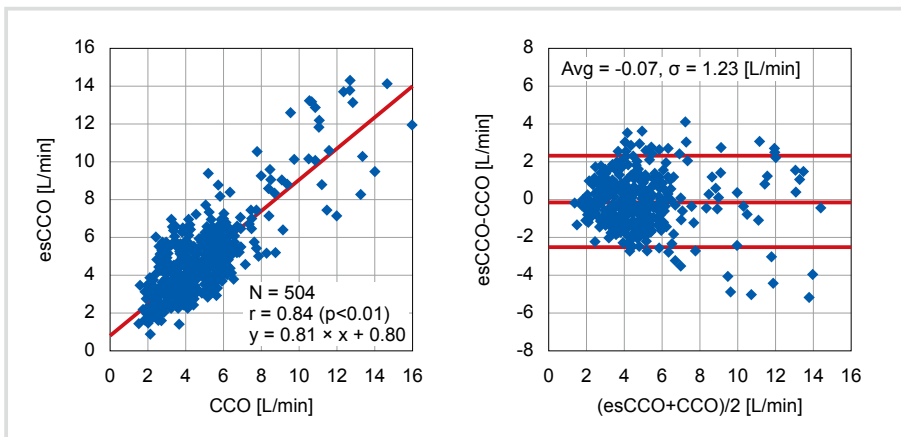 16
14
12
10
8
6
4
2
0
esCCO [L/min]
N = 504
r = 0.84 (p<0.01)
y = 0.81 × x + 0.80
0 2 4 6 8 10 12 14 16
CCO [L/min]
8
6
4
2
0
-2
-4
-6
-8
esCCO-CCO [L/min]
Avg = -0.07, σ = 1.23 [L/min]
0 2 4 6 8 10 12 14 16
(esCCO+CCO)/2 [L/min]